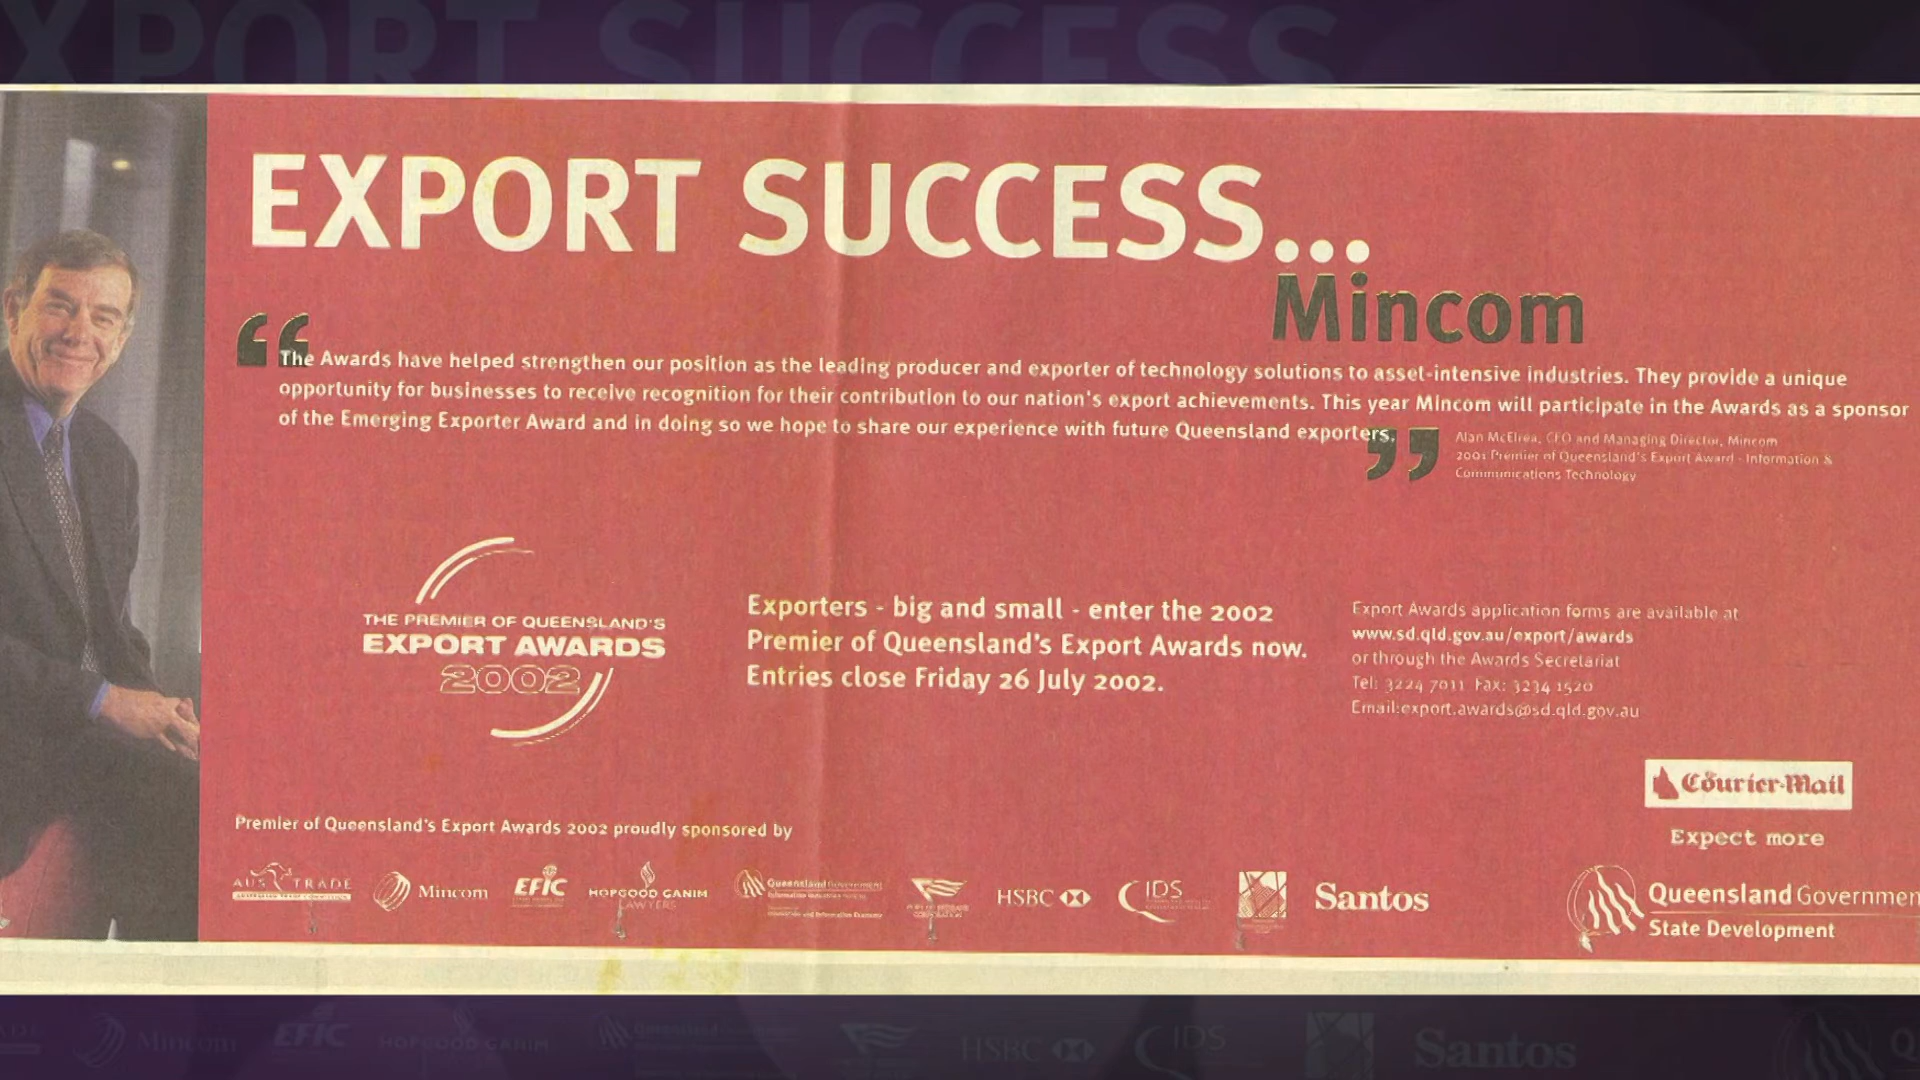 EXPORT SUCCESS...
Mincom
“The Awards have helped strengthen our position as the leading producer and exporter of technology solutions to asset-intensive industries. They provide a unique
opportunity for businesses to receive recognition for their contribution to our nation's export achievements. This year Mincom will participate in the Awards as a sponsor
of the Emerging Exporter Award and in doing so we hope to share our experience with future Queensland exporters.”
Alan McElrea, CEO and Managing Director, Mincom
2001 Premier of Queensland's Export Award - Information &
Communications Technology
THE PREMIER OF QUEENSLAND'S
EXPORT AWARDS
2002
Exporters - big and small - enter the 2002
Premier of Queensland's Export Awards now.
Entries close Friday 26 July 2002.
Export Awards application forms are available at
www.sd.qld.gov.au/export/awards
or through the Awards Secretariat
Tel: 3224 7011 Fax: 3234 1520
Email:export.awards@sd.qld.gov.au
Courier-Mail
Expect more
Premier of Queensland's Export Awards 2002 proudly sponsored by
AUSTRADE
Mincom
EFIC
HOPGOOD GANIM
LAWYERS
Queensland Government
HSBC
IDS
Santos
Queensland Governmen
State Development